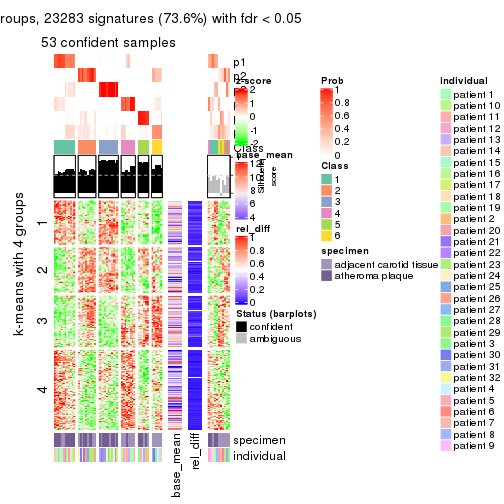 roups, 23283 signatures (73.6%) with fdr < 0.05
53 confident samples
p1
p2
z-score
2
1
0
-1
-2
Class
Silhouette
score
base_mean
12
10
8
6
4
rel_diff
1
0.8
0.6
0.4
0.2
0
Status (barplots)
confident
ambiguous
k-means with 4 groups
1
2
3
4
specimen
individual
base_mean
rel_diff
Prob
1
0.8
0.6
0.4
0.2
0
Class
1
2
3
4
5
6
specimen
adjacent carotid tissue
atheroma plaque
individual
patient 1
patient 10
patient 11
patient 12
patient 13
patient 14
patient 15
patient 16
patient 17
patient 18
patient 19
patient 2
patient 20
patient 21
patient 22
patient 23
patient 24
patient 25
patient 26
patient 27
patient 28
patient 29
patient 3
patient 30
patient 31
patient 32
patient 4
patient 5
patient 6
patient 7
patient 8
patient 9